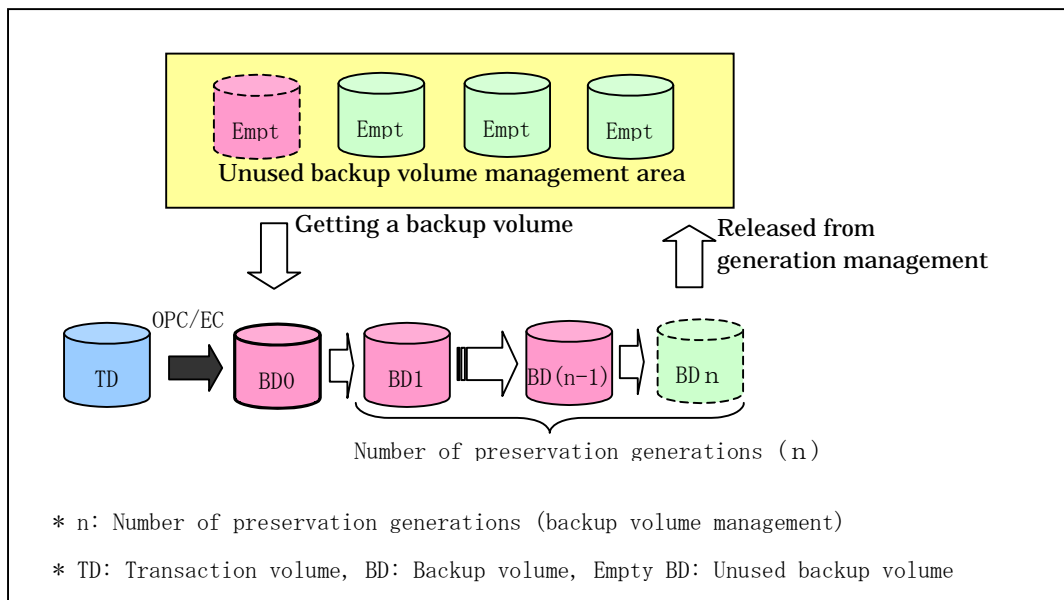 Empt Empt Empt Empt
Unused backup volume management area
Getting a backup volume
Released from
generation management
OPC/EC
TD BD0 BD1 BD(n-1) BDn
Number of preservation generations (n)
* n: Number of preservation generations (backup volume management)
* TD: Transaction volume, BD: Backup volume, Empty BD: Unused backup volume